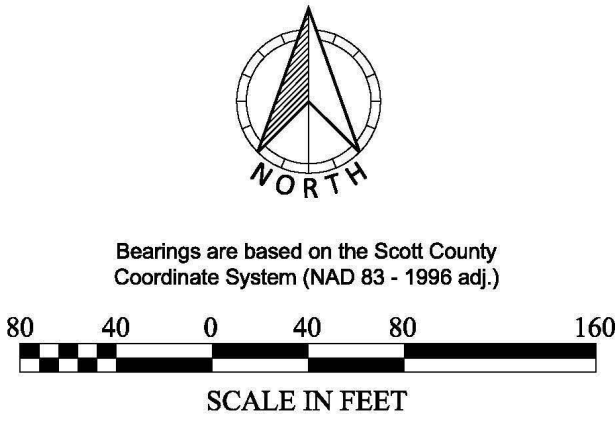 NORTH
Bearings are based on the Scott County
Coordinate System (NAD 83 - 1996 adj.)
80 40 0 40 80 160
SCALE IN FEET